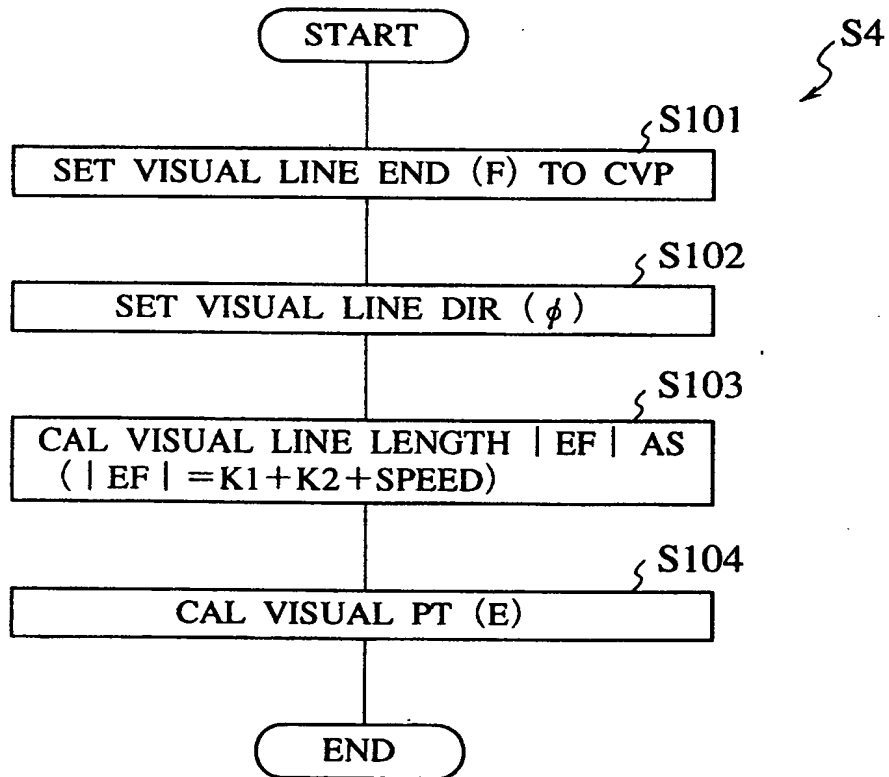 START
S4
S101
SET VISUAL LINE END (F) TO CVP
S102
SET VISUAL LINE DIR (ϕ)
S103
CAL VISUAL LINE LENGTH |EF| AS
(|EF|=K1+K2+SPEED)
S104
CAL VISUAL PT (E)
END